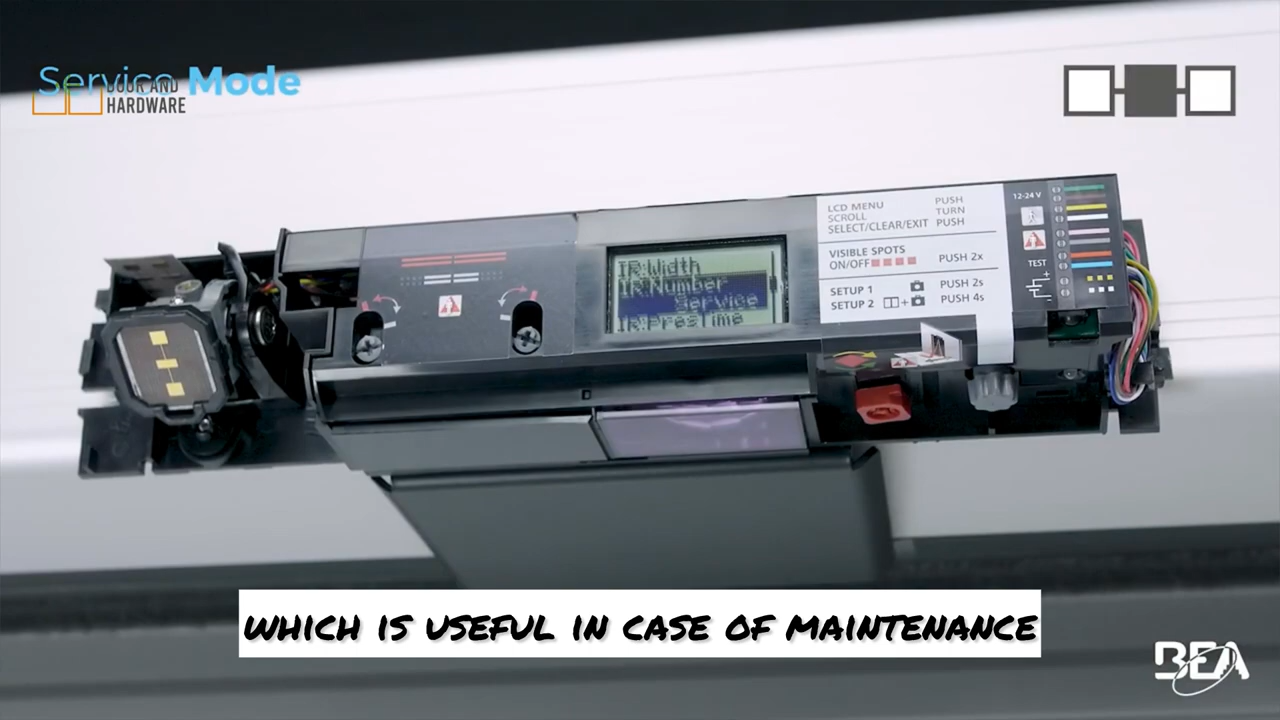 Service Mode
DOOR AND
HARDWARE
LCD MENU PUSH
SCROLL TURN
SELECT/CLEAR/EXIT PUSH
VISIBLE SPOTS
ON/OFF PUSH 2x
SETUP 1 PUSH 2s
SETUP 2 + PUSH 4s
12-24 V
TEST
IR:Width
IR:Number
Service
IR:PresTime
WHICH IS USEFUL IN CASE OF MAINTENANCE
BEA